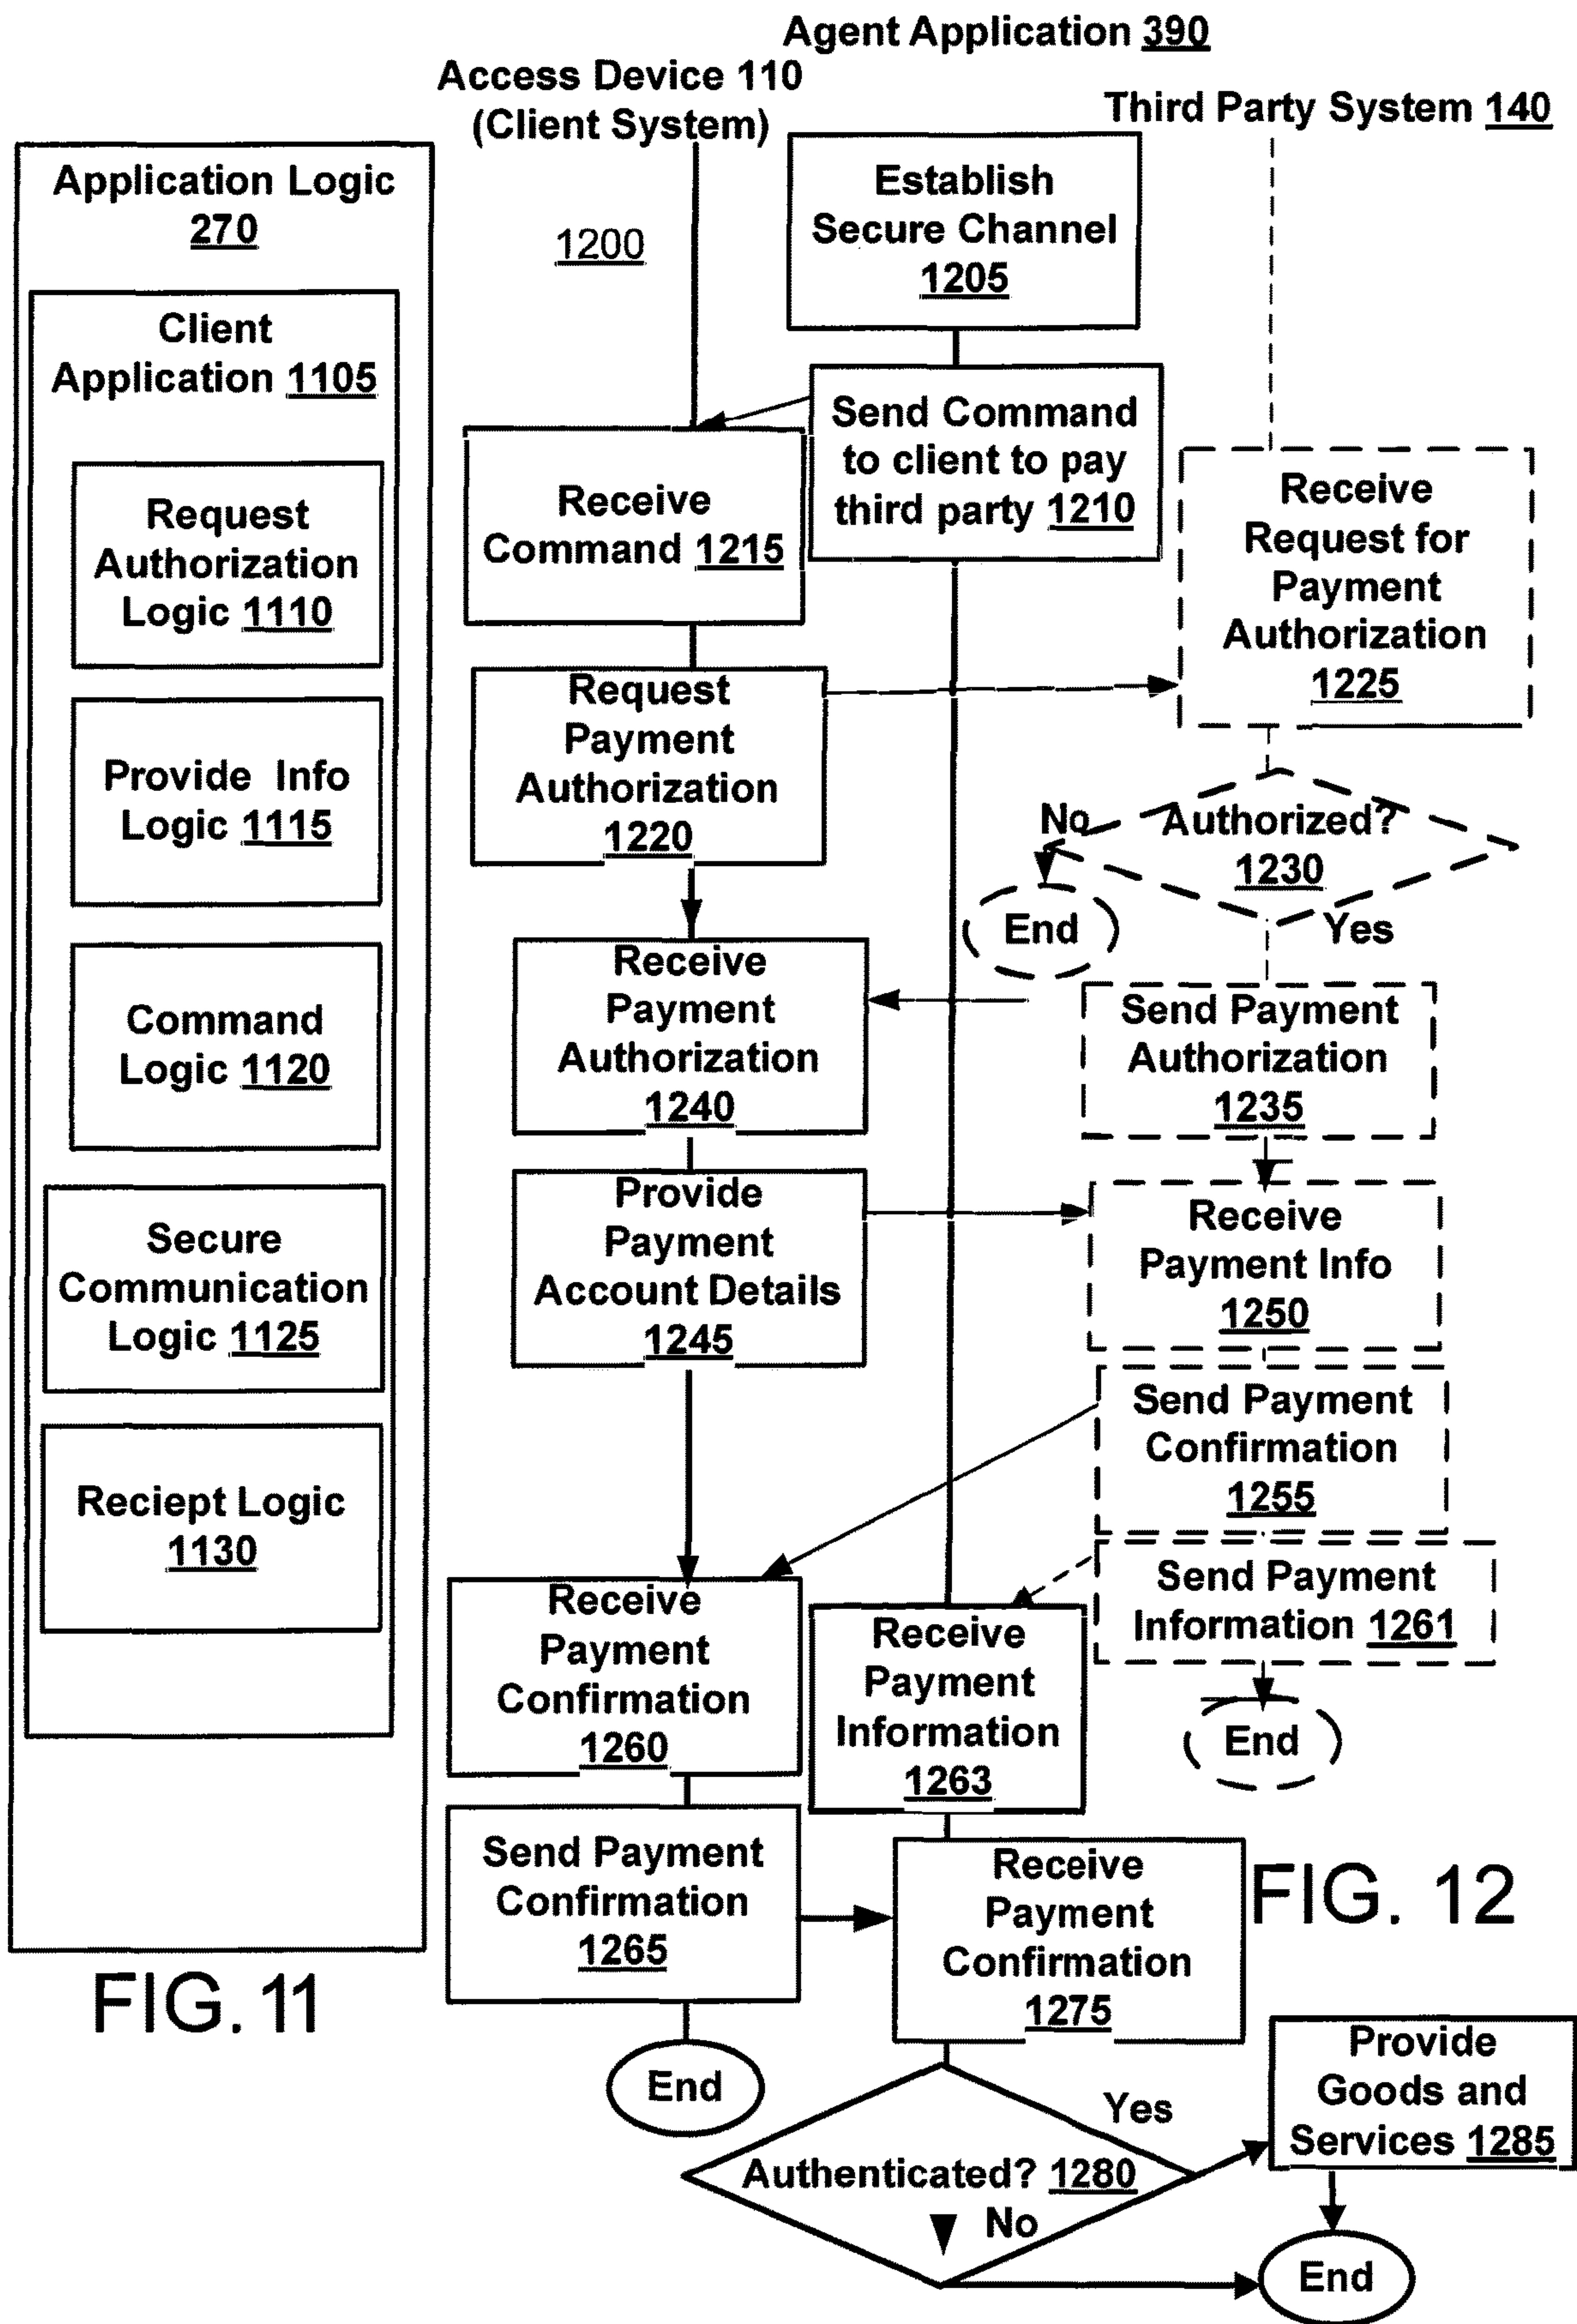 Agent Application 390
Access Device 110
(Client System)
Third Party System 140
Application Logic
270
Client
Application 1105
Request
Authorization
Logic 1110
Provide Info
Logic 1115
Command
Logic 1120
Secure
Communication
Logic 1125
Reciept Logic
1130
FIG. 11
1200
Establish
Secure Channel
1205
Send Command
to client to pay
third party 1210
Receive
Command 1215
Receive
Request for
Payment
Authorization
1225
Request
Payment
Authorization
1220
No
Authorized?
1230
End
Yes
Receive
Payment
Authorization
1240
Send Payment
Authorization
1235
Provide
Payment
Account Details
1245
Receive
Payment Info
1250
Send Payment
Confirmation
1255
Send Payment
Information 1261
End
Receive
Payment
Confirmation
1260
Receive
Payment
Information
1263
Send Payment
Confirmation
1265
Receive
Payment
Confirmation
1275
FIG. 12
End
Authenticated? 1280
Yes
No
Provide
Goods and
Services 1285
End